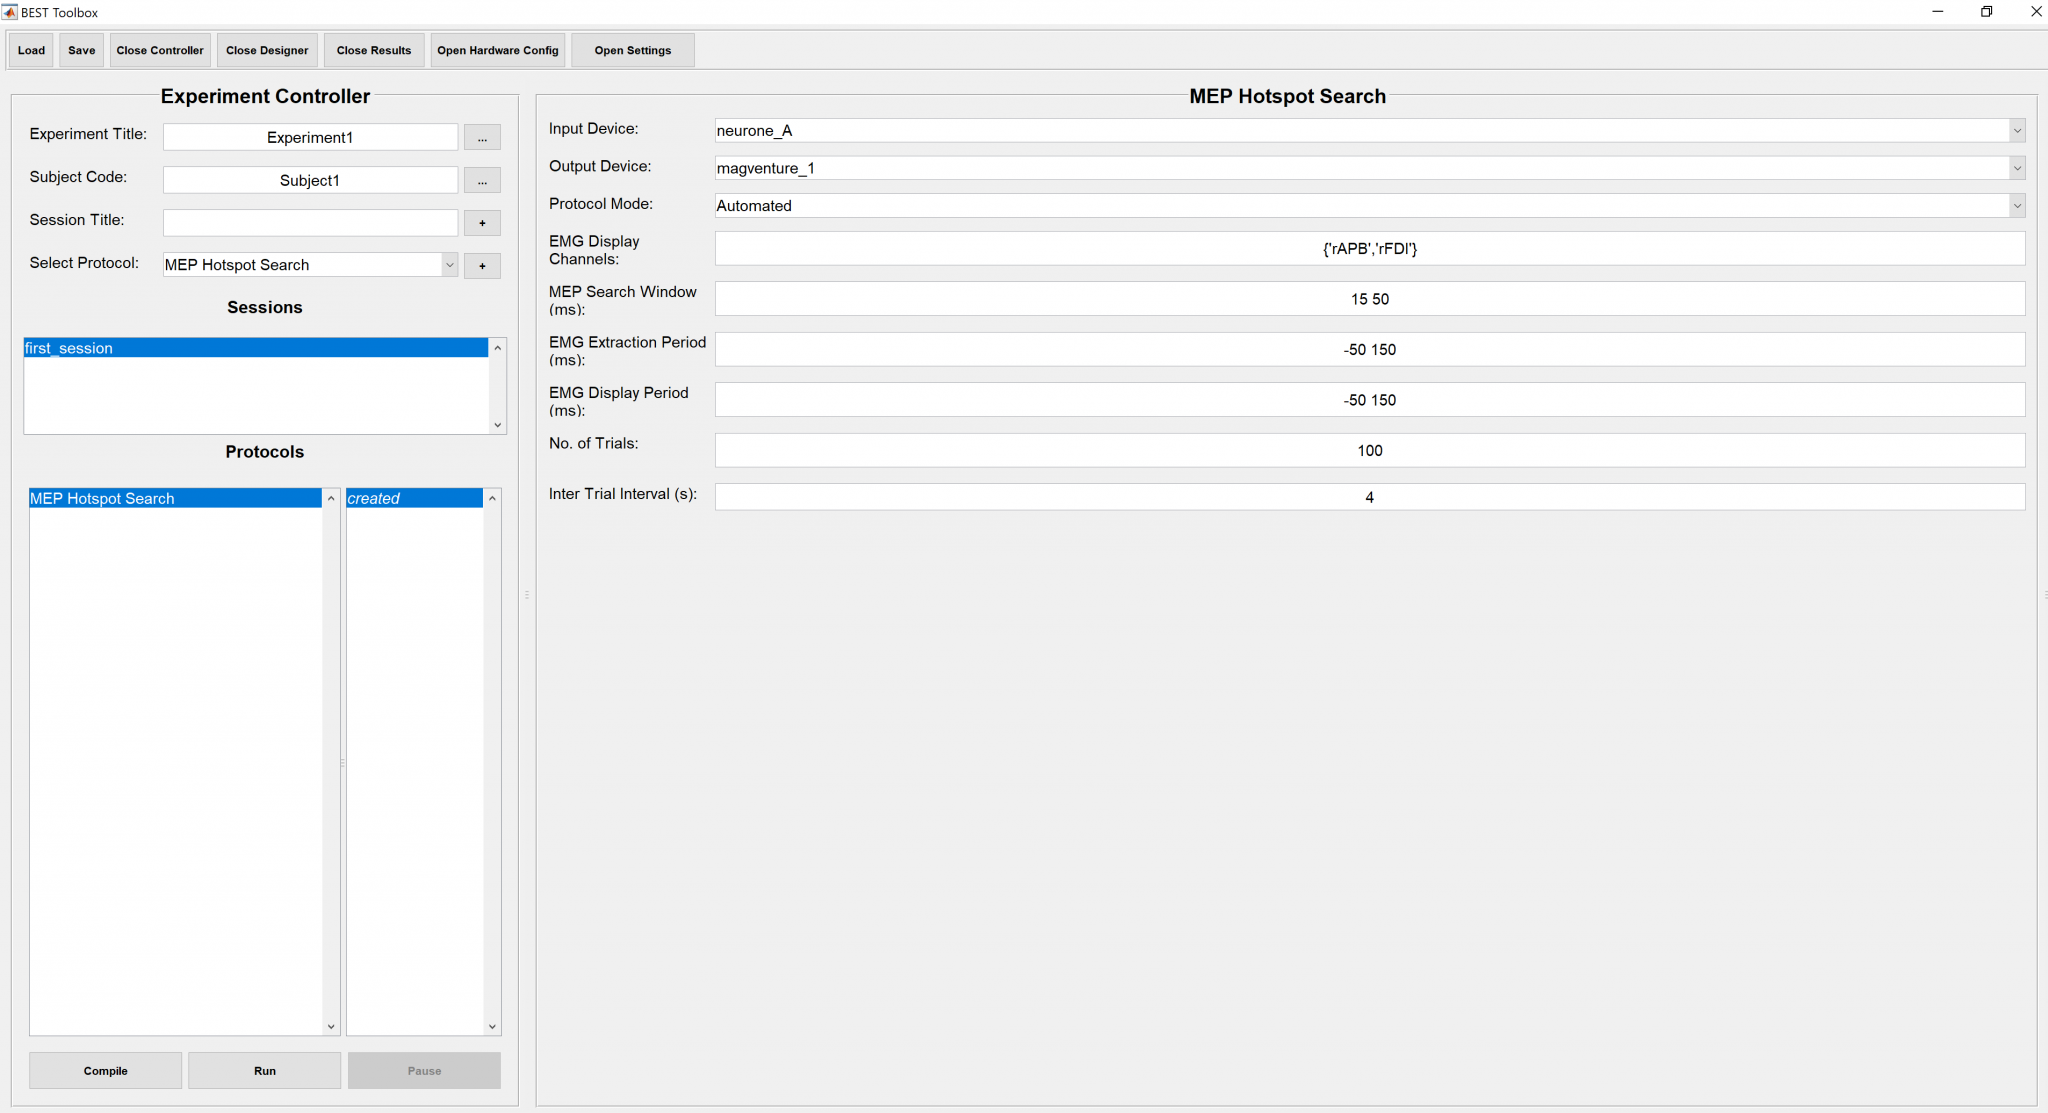 BEST Toolbox
Load Save Close Controller Close Designer Close Results Open Hardware Config Open Settings
Experiment Controller
Experiment Title: Experiment1 ...
Subject Code: Subject1 ...
Session Title: +
Select Protocol: MEP Hotspot Search +
Sessions
first_session
Protocols
MEP Hotspot Search created
Compile Run Pause
MEP Hotspot Search
Input Device: neurone_A
Output Device: magventure_1
Protocol Mode: Automated
EMG Display
Channels: {'rAPB','rFDI'}
MEP Search Window
(ms): 15 50
EMG Extraction Period
(ms): -50 150
EMG Display Period
(ms): -50 150
No. of Trials: 100
Inter Trial Interval (s): 4